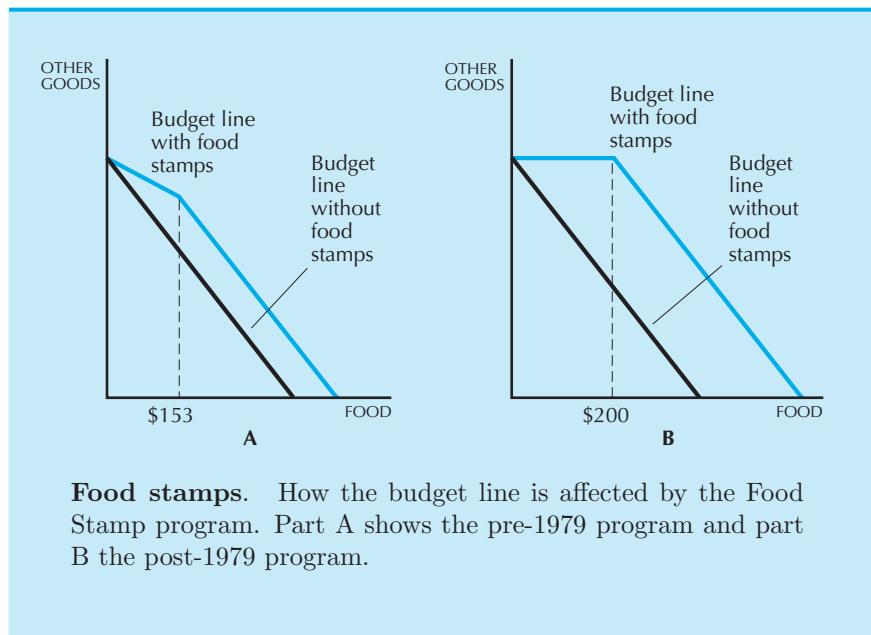 OTHER
GOODS
Budget line
with food
stamps
Budget
line
without
food
stamps
$153
FOOD
A
OTHER
GOODS
Budget line
with food
stamps
Budget
line
without
food
stamps
$200
FOOD
B
Food stamps. How the budget line is affected by the Food
Stamp program. Part A shows the pre-1979 program and part
B the post-1979 program.